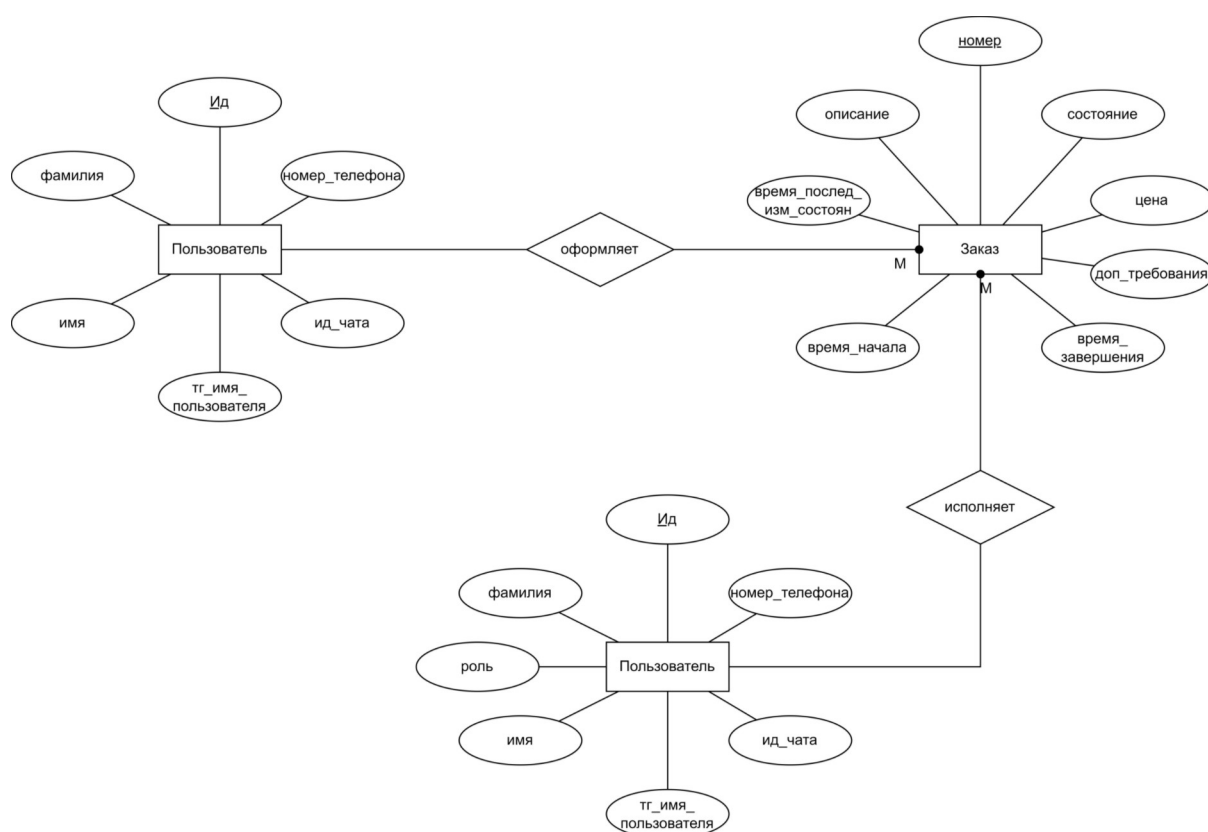 номер
Ид
описание
состояние
фамилия
номер_телефона
время_послед_
изм_состоян
цена
Пользователь
оформляет
М
Заказ
доп_требования
М
имя
ид_чата
время_начала
время_
завершения
тг_имя_
пользователя
исполняет
Ид
фамилия
номер_телефона
роль
Пользователь
имя
ид_чата
тг_имя_
пользователя